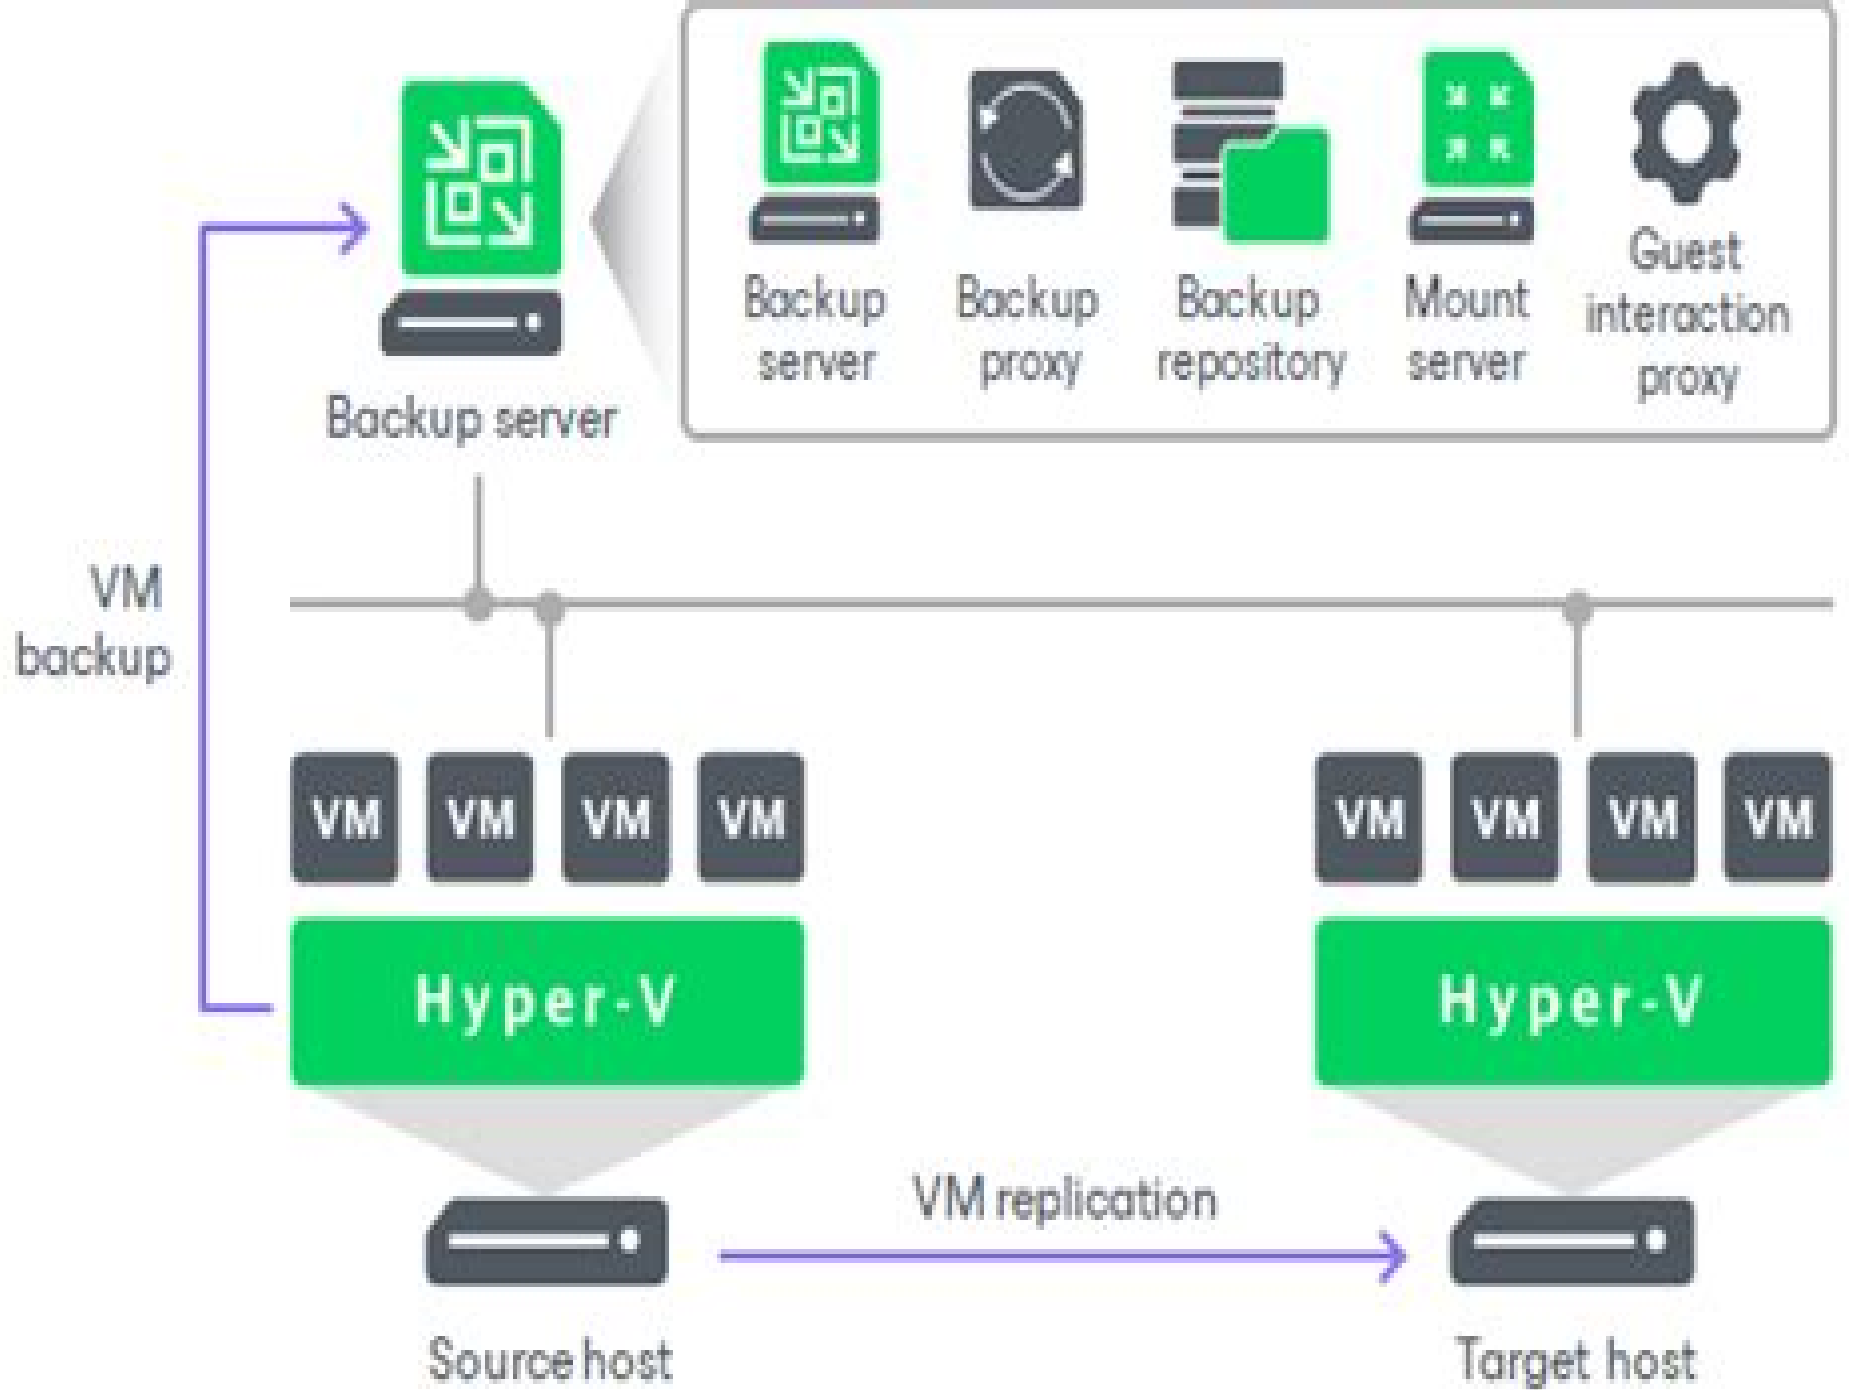 Backup
server
Backup
proxy
Backup
repository
Mount
server
Guest
interaction
proxy
Backup server
VM
backup
VM VM VM VM
VM VM VM VM
Hyper-V
Hyper-V
VM replication
Source host
Target host